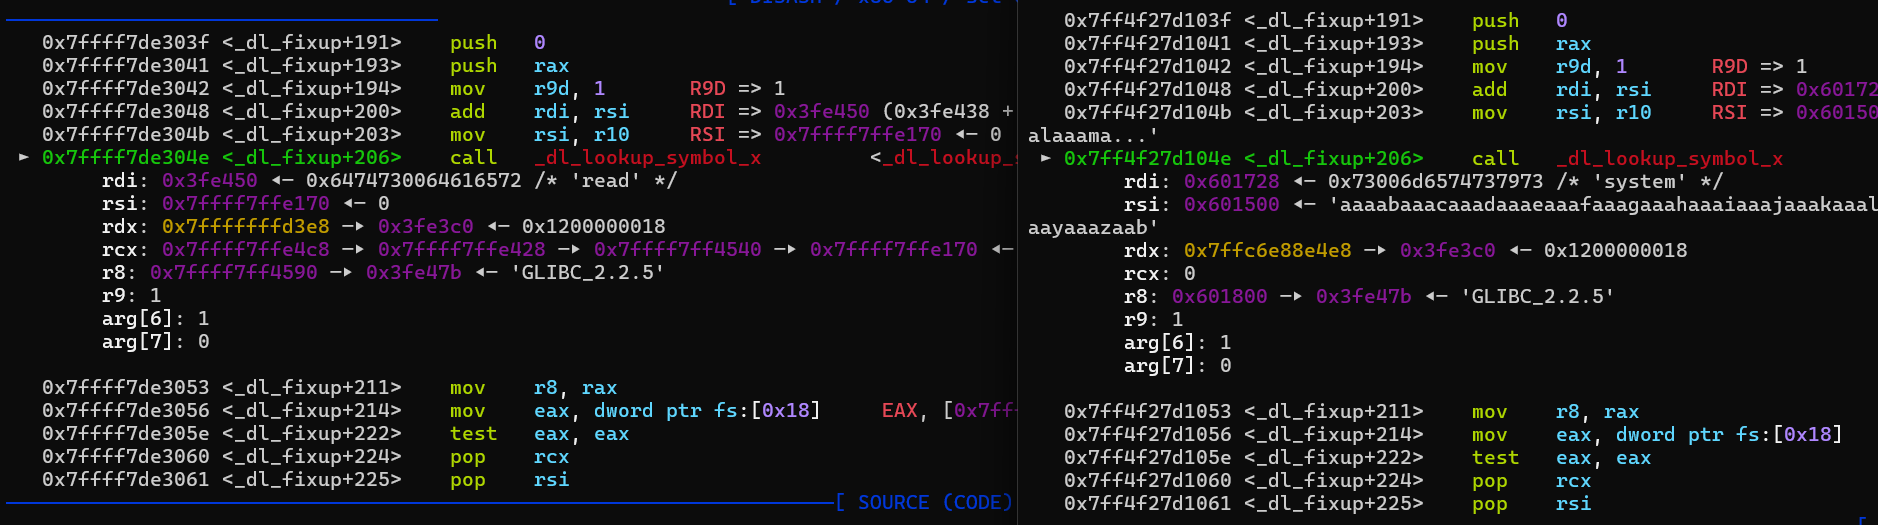 0x7ffff7de303f <_dl_fixup+191>    push   0
0x7ffff7de3041 <_dl_fixup+193>    push   rax
0x7ffff7de3042 <_dl_fixup+194>    mov    r9d, 1       R9D => 1
0x7ffff7de3048 <_dl_fixup+200>    add    rdi, rsi     RDI => 0x3fe450 (0x3fe438 +
0x7ffff7de304b <_dl_fixup+203>    mov    rsi, r10     RSI => 0x7ffff7ffe170 ◂— 0
► 0x7ffff7de304e <_dl_fixup+206>    call   _dl_lookup_symbol_x         <_dl_lookup_
rdi: 0x3fe450 ◂— 0x6474730064616572 /* 'read' */
rsi: 0x7ffff7ffe170 ◂— 0
rdx: 0x7fffffffd3e8 —▸ 0x3fe3c0 ◂— 0x1200000018
rcx: 0x7ffff7ffe4c8 —▸ 0x7ffff7ffe428 —▸ 0x7ffff7ff4540 —▸ 0x7ffff7ffe170 ◂—
r8: 0x7ffff7ff4590 —▸ 0x3fe47b ◂— 'GLIBC_2.2.5'
r9: 1
arg[6]: 1
arg[7]: 0
0x7ffff7de3053 <_dl_fixup+211>    mov    r8, rax
0x7ffff7de3056 <_dl_fixup+214>    mov    eax, dword ptr fs:[0x18]     EAX, [0x7ff
0x7ffff7de305e <_dl_fixup+222>    test   eax, eax
0x7ffff7de3060 <_dl_fixup+224>    pop    rcx
0x7ffff7de3061 <_dl_fixup+225>    pop    rsi
[ SOURCE (CODE)
0x7ff4f27d103f <_dl_fixup+191>    push   0
0x7ff4f27d1041 <_dl_fixup+193>    push   rax
0x7ff4f27d1042 <_dl_fixup+194>    mov    r9d, 1       R9D => 1
0x7ff4f27d1048 <_dl_fixup+200>    add    rdi, rsi     RDI => 0x60172
0x7ff4f27d104b <_dl_fixup+203>    mov    rsi, r10     RSI => 0x60150
alaaama...'
► 0x7ff4f27d104e <_dl_fixup+206>    call   _dl_lookup_symbol_x
rdi: 0x601728 ◂— 0x73006d6574737973 /* 'system' */
rsi: 0x601500 ◂— 'aaaabaaacaaadaaaeaaafaaagaaahaaaiaaajaaakaaal
aayaaazaab'
rdx: 0x7ffc6e88e4e8 —▸ 0x3fe3c0 ◂— 0x1200000018
rcx: 0
r8: 0x601800 —▸ 0x3fe47b ◂— 'GLIBC_2.2.5'
r9: 1
arg[6]: 1
arg[7]: 0
0x7ff4f27d1053 <_dl_fixup+211>    mov    r8, rax
0x7ff4f27d1056 <_dl_fixup+214>    mov    eax, dword ptr fs:[0x18]
0x7ff4f27d105e <_dl_fixup+222>    test   eax, eax
0x7ff4f27d1060 <_dl_fixup+224>    pop    rcx
0x7ff4f27d1061 <_dl_fixup+225>    pop    rsi